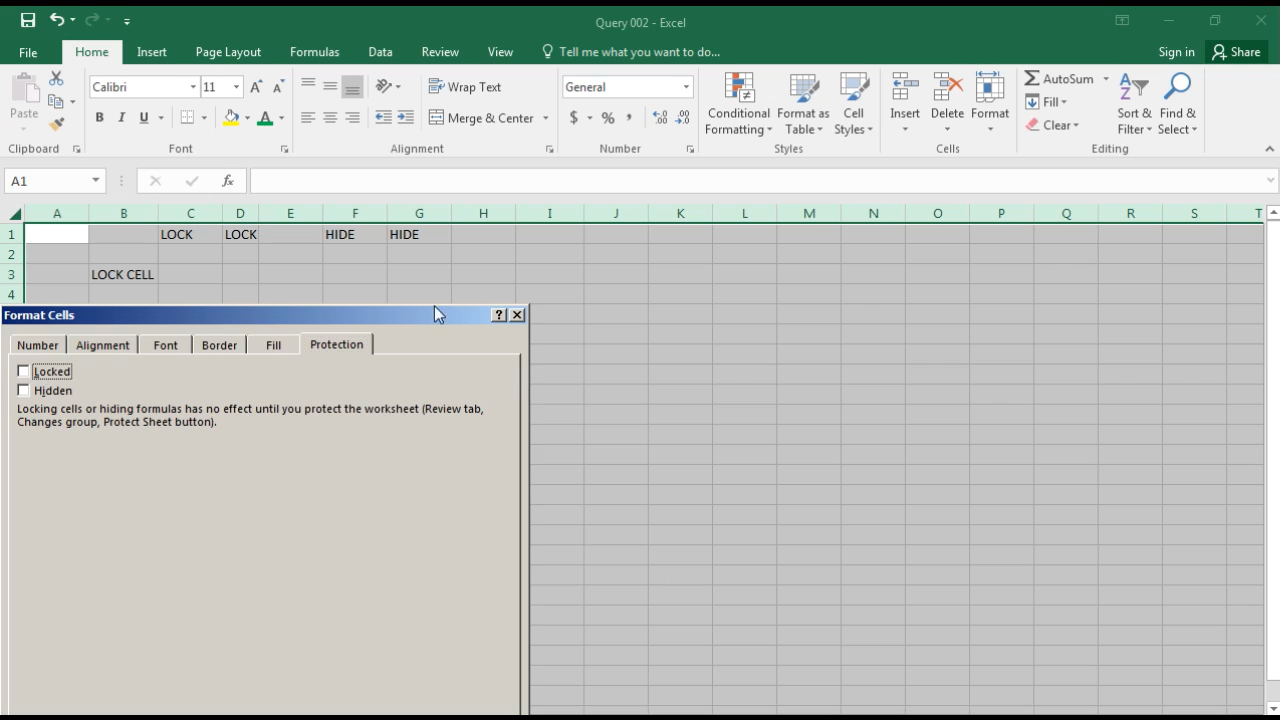 Query 002 - Excel
File Home Insert Page Layout Formulas Data Review View Tell me what you want to do... Sign in Share
Calibri 11 Wrap Text General AutoSum
Paste Merge & Center $ % , Conditional Formatting Format as Table Cell Styles Insert Delete Format Fill Clear Sort & Filter Find & Select
B I U A
Clipboard Font Alignment Number Styles Cells Editing
A1 fx
A B C D E F G H I J K L M N O P Q R S T
1 LOCK LOCK HIDE HIDE
2
3 LOCK CELL
4
Format Cells
Number Alignment Font Border Fill Protection
Locked
Hidden
Locking cells or hiding formulas has no effect until you protect the worksheet (Review tab,
Changes group, Protect Sheet button).